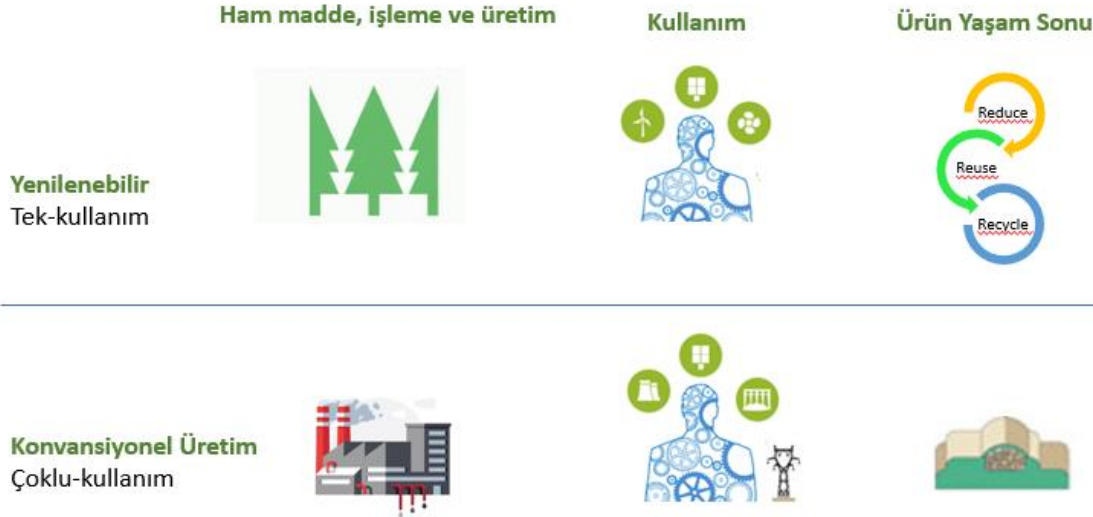 Ham madde, işleme ve üretim
Kullanım
Ürün Yaşam Sonu
Yenilenebilir
Tek-kullanım
Reduce
Reuse
Recycle
Konvansiyonel Üretim
Çoklu-kullanım